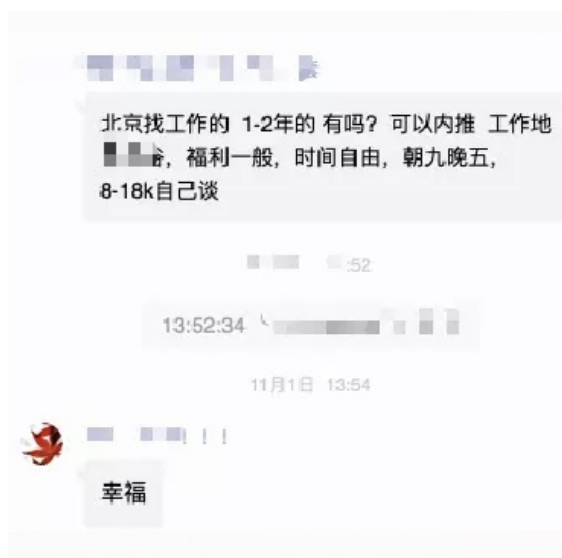 北京找工作的 1-2年的 有吗？可以内推 工作地
，福利一般，时间自由，朝九晚五，
8-18k自己谈
:52
13:52:34
11月1日 13:54
! ! !
幸福